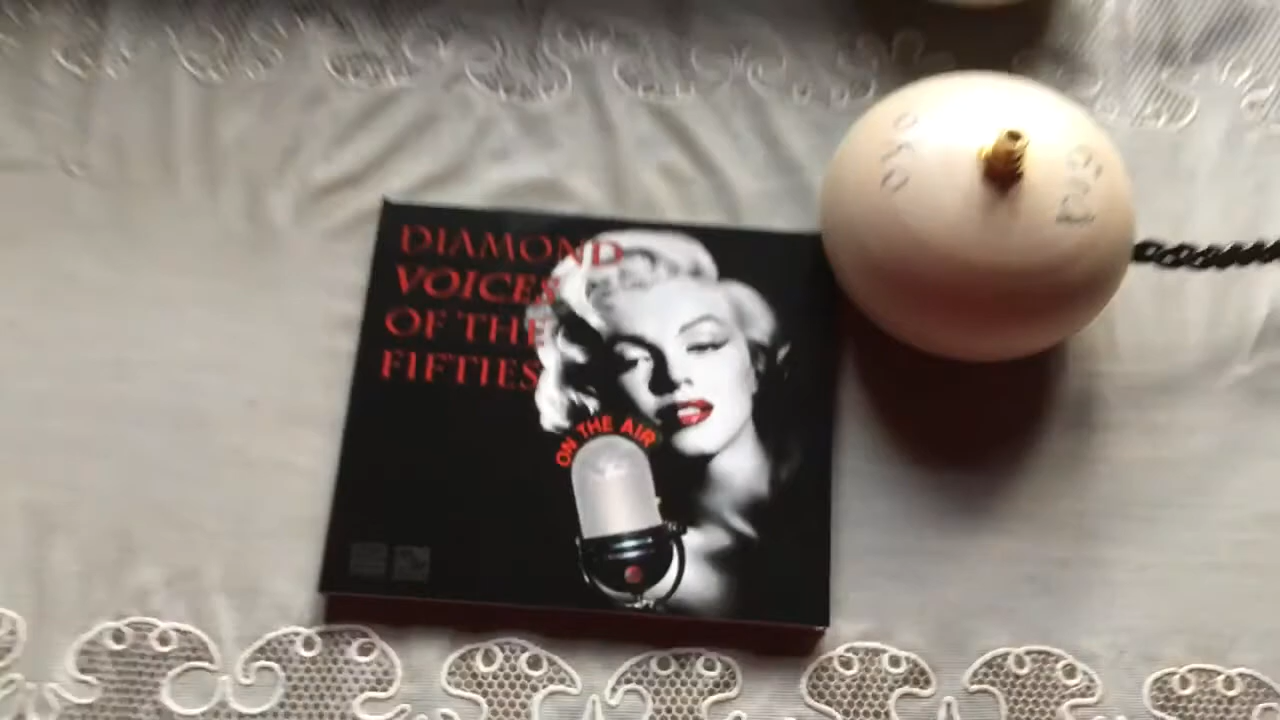 DIAMOND
VOICES
OF THE
FIFTIES
ON THE AIR